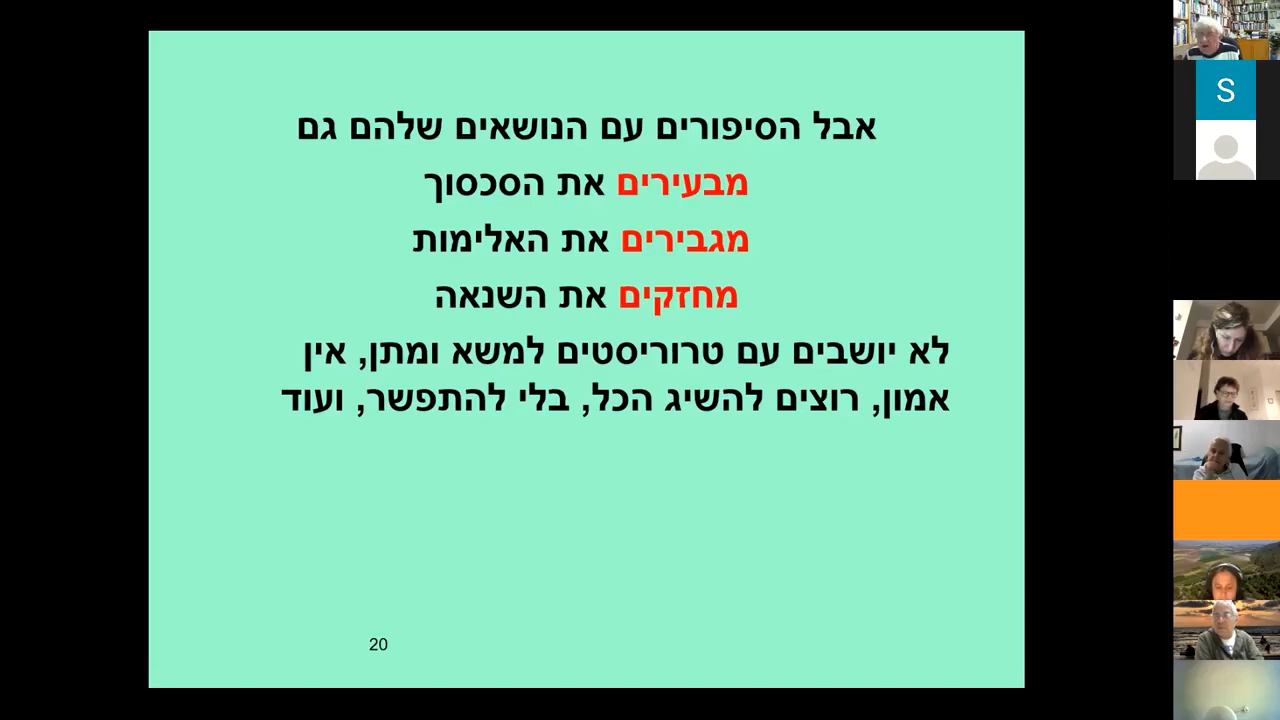 אבל הסיפורים עם הנושאים שלהם גם
מבעירים את הסכסוך
מגבירים את האלימות
מחזקים את השנאה
לא יושבים עם טרוריסטים למשא ומתן, אין
אמון, רוצים להשיג הכל, בלי להתפשר, ועוד
20
S